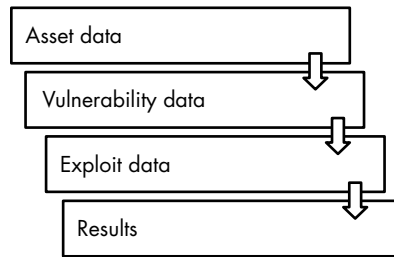 Asset data
Vulnerability data
Exploit data
Results